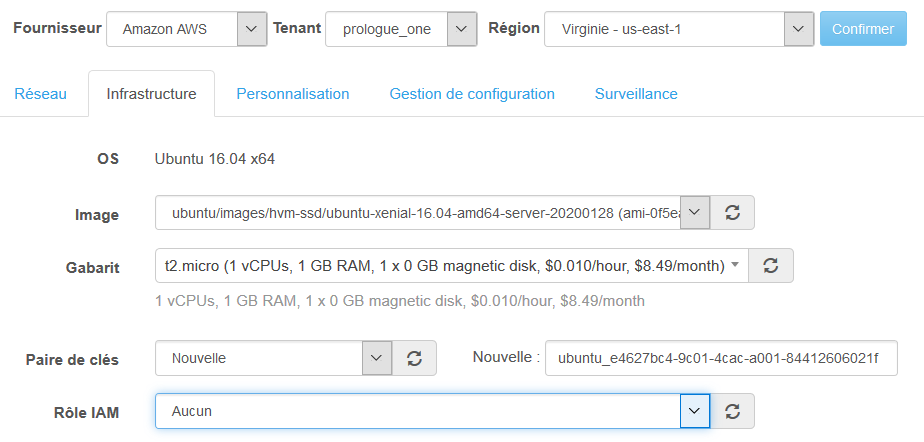 Fournisseur Amazon AWS Tenant prologue_one Région Virginie - us-east-1 Confirmer
Réseau Infrastructure Personnalisation Gestion de configuration Surveillance
OS Ubuntu 16.04 x64
Image ubuntu/images/hvm-ssd/ubuntu-xenial-16.04-amd64-server-20200128 (ami-0f5ea
Gabarit t2.micro (1 vCPUs, 1 GB RAM, 1 x 0 GB magnetic disk, $0.010/hour, $8.49/month)
1 vCPUs, 1 GB RAM, 1 x 0 GB magnetic disk, $0.010/hour, $8.49/month
Paire de clés Nouvelle Nouvelle : ubuntu_e4627bc4-9c01-4cac-a001-84412606021f
Rôle IAM Aucun